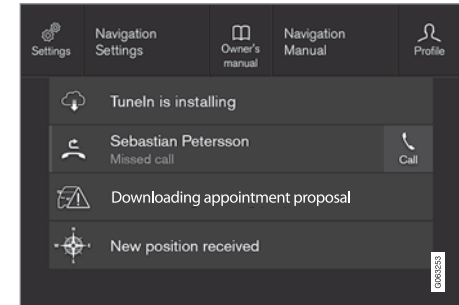 Settings
Navigation
Settings
Owner's
manual
Navigation
Manual
Profile
TuneIn is installing
Sebastian Petersson
Missed call
Call
Downloading appointment proposal
New position received
G063253